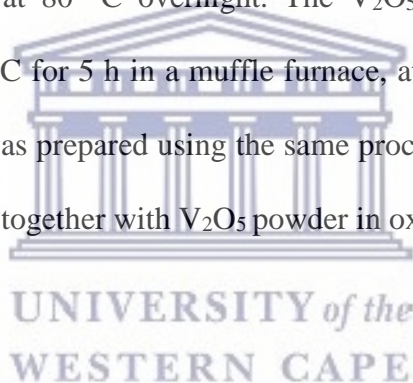 at 80 °C overnight. The V₂O₅
C for 5 h in a muffle furnace, a
as prepared using the same proc
together with V₂O₅ powder in ox
UNIVERSITY of the
WESTERN CAPE